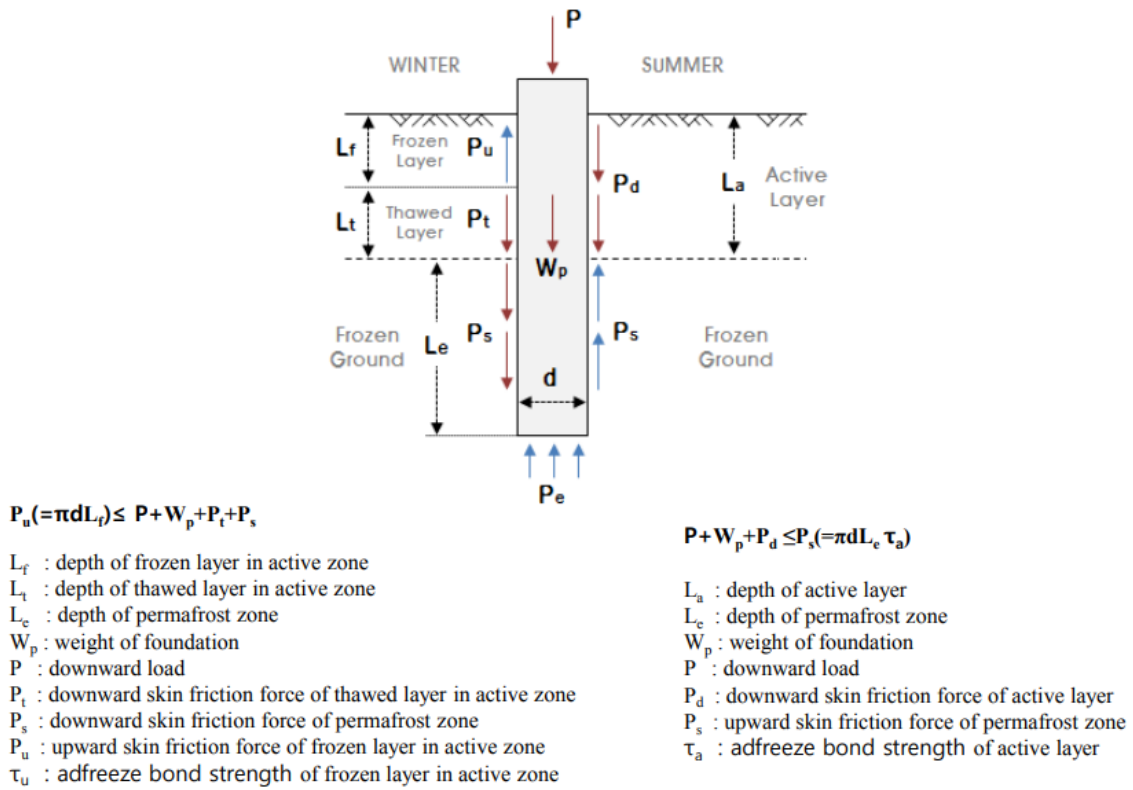 P
WINTER
SUMMER
Lf
Frozen
Layer
Pu
Pd
La
Active
Layer
Lt
Thawed
Layer
Pt
Wp
Frozen
Ground
Le
Ps
Ps
Frozen
Ground
d
Pe
Pu(=πdLf)≤ P+Wp+Pt+Ps
Lf : depth of frozen layer in active zone
Lt : depth of thawed layer in active zone
Le : depth of permafrost zone
Wp : weight of foundation
P : downward load
Pt : downward skin friction force of thawed layer in active zone
Ps : downward skin friction force of permafrost zone
Pu : upward skin friction force of frozen layer in active zone
τu : adfreeze bond strength of frozen layer in active zone
P+Wp+Pd ≤Ps(=πdLe τa)
La : depth of active layer
Le : depth of permafrost zone
Wp : weight of foundation
P : downward load
Pd : downward skin friction force of active layer
Ps : upward skin friction force of permafrost zone
τa : adfreeze bond strength of active layer